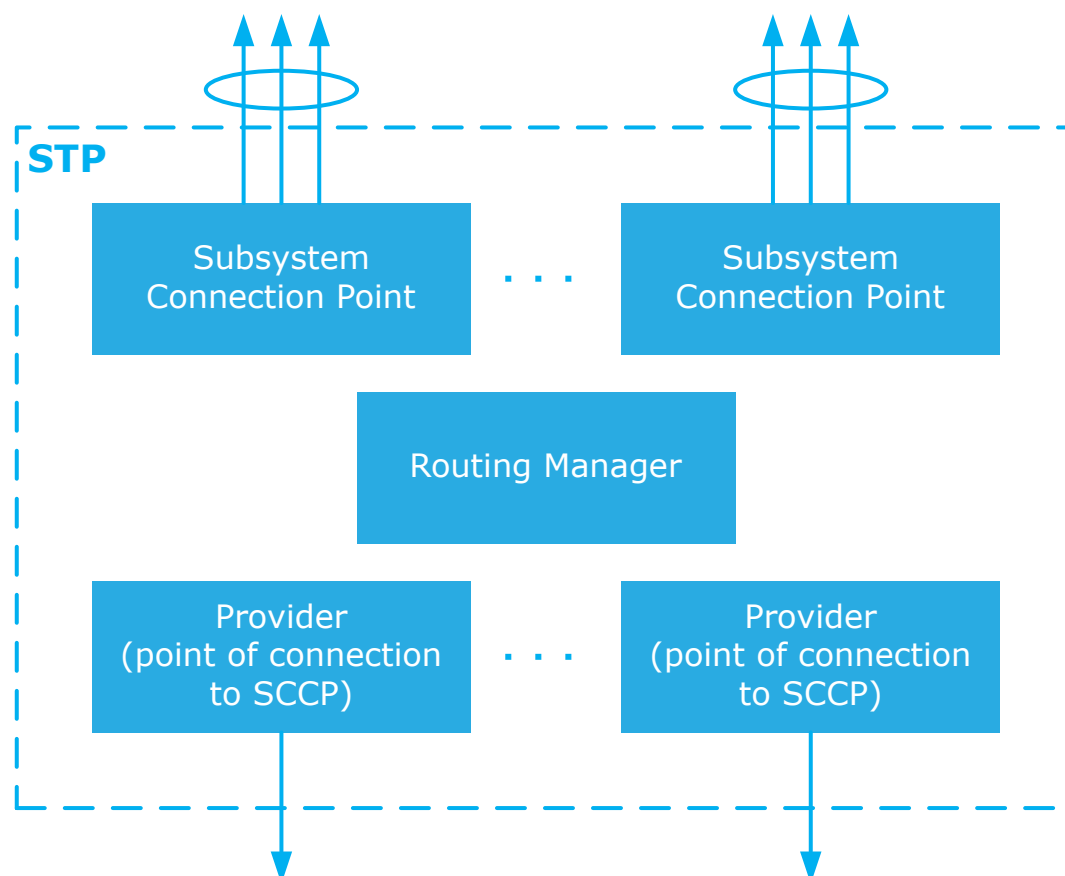 STP
Subsystem
Connection Point
. . .
Subsystem
Connection Point
Routing Manager
Provider
(point of connection
to SCCP)
. . .
Provider
(point of connection
to SCCP)